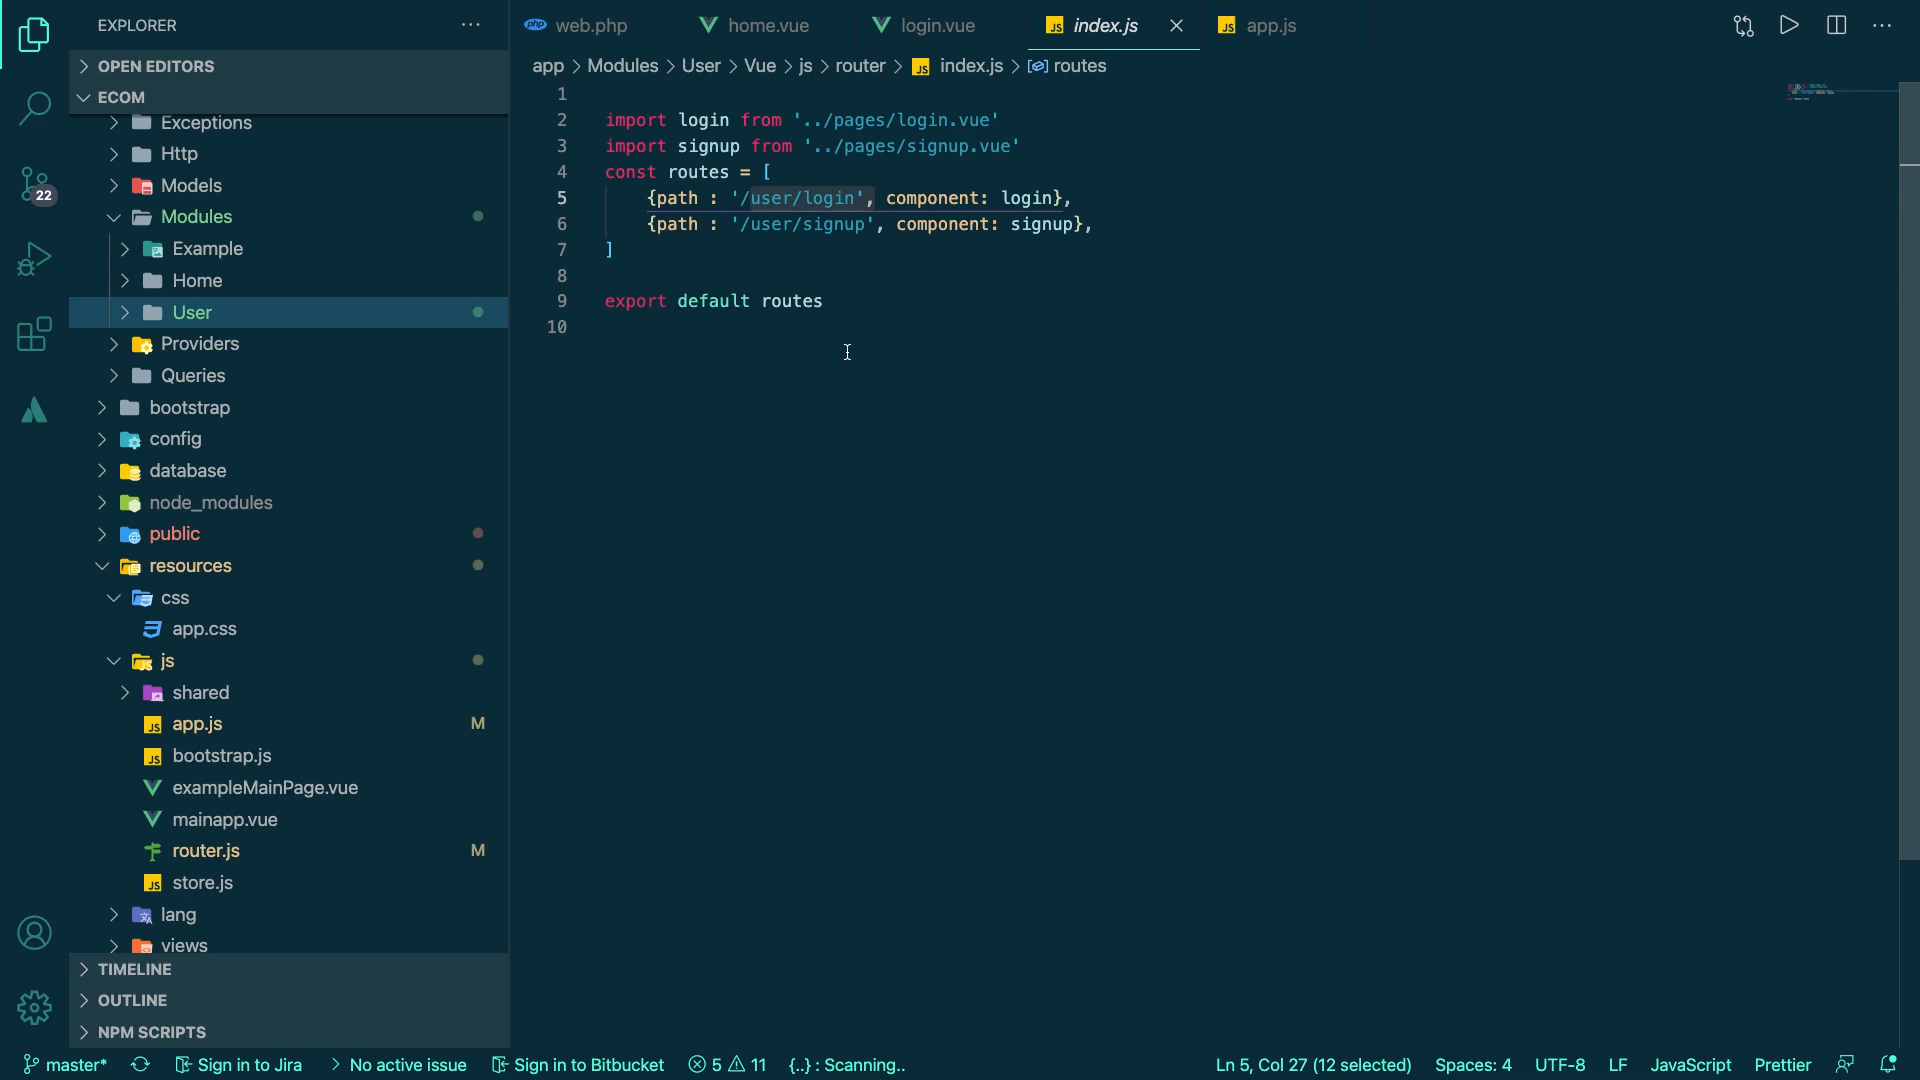 EXPLORER
OPEN EDITORS
ECOM
Exceptions
Http
Models
Modules
Example
Home
User
Providers
Queries
bootstrap
config
database
node_modules
public
resources
css
app.css
js
shared
JS app.js M
bootstrap.js
exampleMainPage.vue
mainapp.vue
router.js M
store.js
lang
views
TIMELINE
OUTLINE
NPM SCRIPTS
22
php web.php
home.vue
login.vue
JS index.js
JS app.js
app > Modules > User > Vue > js > router > JS index.js > routes
1
2 import login from '../pages/login.vue'
3 import signup from '../pages/signup.vue'
4 const routes = [
5 {path : '/user/login', component: login},
6 {path : '/user/signup', component: signup},
7 ]
8
9 export default routes
10
master* Sign in to Jira No active issue Sign in to Bitbucket 5 11 {..} : Scanning.. Ln 5, Col 27 (12 selected) Spaces: 4 UTF-8 LF JavaScript Prettier